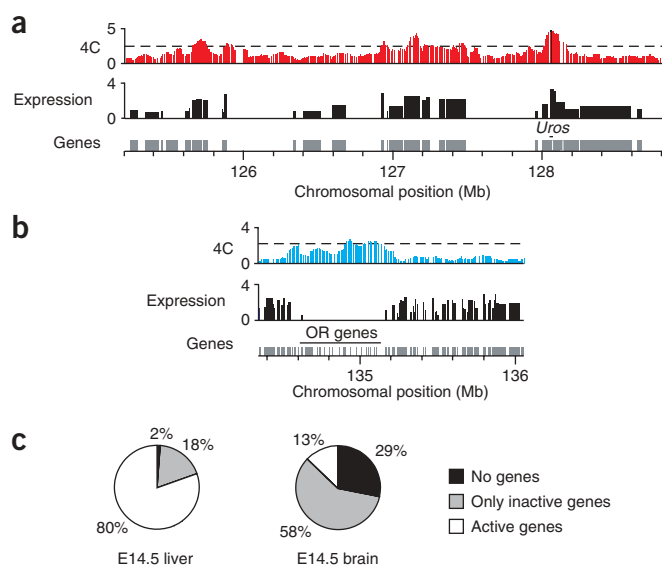 a
5
4C
0
4
Expression
0
Uros
Genes
126 127 128
Chromosomal position (Mb)
b
4
4C
0
4
Expression
0
OR genes
Genes
135 136
Chromosomal position (Mb)
c
2%
18%
80%
E14.5 liver
13%
29%
58%
E14.5 brain
No genes
Only inactive genes
Active genes